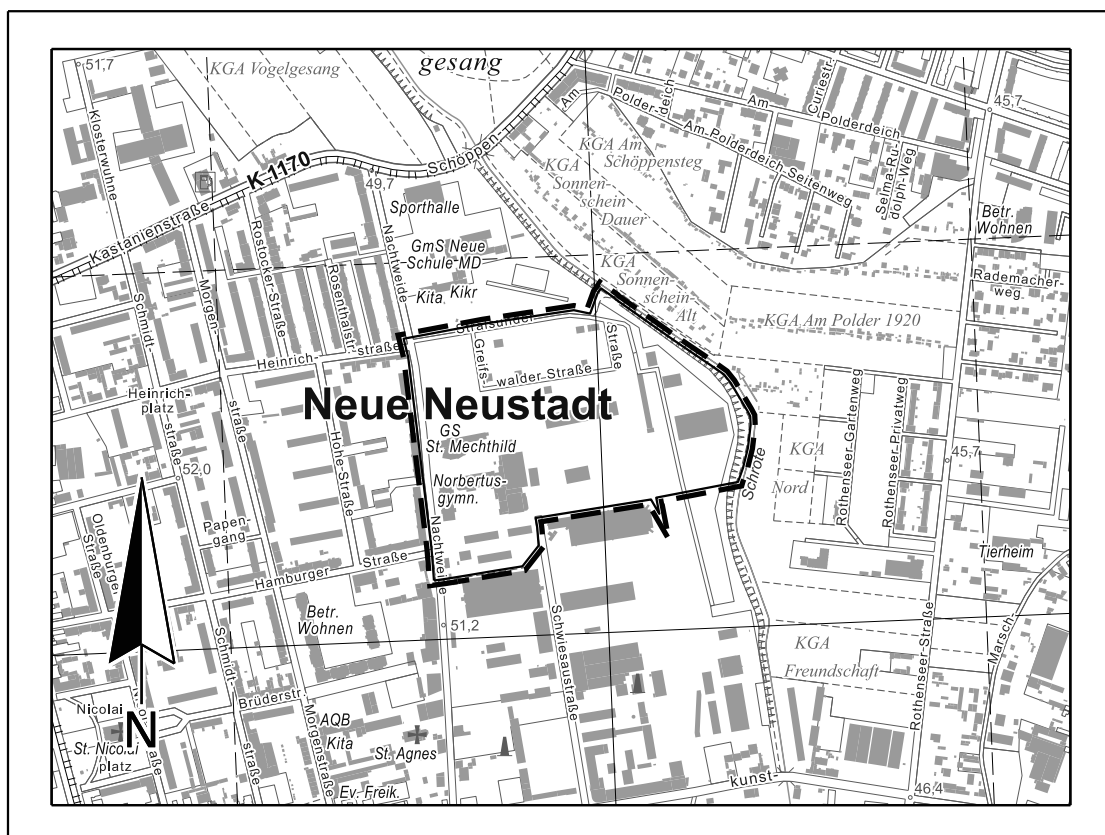 51,7
KGA Vogelgesang
gesang
Klosterwuhne
K 1170
Kastanienstraße
49,7
Schöppen-
Sporthalle
Am
Polder-
deich
Am
Polderdeich
Curiestr.
45,7
Am Polderdeich Seitenweg
KGA Am
Schöppensteg
KGA
Sonnen-
schein
Dauer
Selma-Ru-
dolph-Weg
Betr.
Wohnen
Rademacher-
weg
GmS Neue
Schule MD
Kita
Kikr
KGA
Sonnen-
schein-
Alt
KGA Am Polder 1920
Nachtweide
Rostocker-Straße
Rosenthalstr.
Schmidt-
straße
Morgen-
straße
Heinrich-
straße
Stralsunder
Straße
Greifs-
walder Straße
Heinrich-
platz
Neue Neustadt
GS
St. Mechthild
Norbertus-
gymn.
Hohe-Straße
52,0
Papen-
gang
Oldenburger
Straße
Hamburger
Straße
Nachtweide
Schrote
KGA
Nord
Rothenseer-Gartenweg
Rothenseer-Privatweg
45,7
Tierheim
Betr.
Wohnen
51,2
Schwiesaustraße
KGA
Freundschaft
Rothenseer-Straße
Marsch-
Schmidt-
straße
Brüderstr.
Morgenstraße
Nicolai
N
St. Nicolai
platz
straße
AQB
Kita
St. Agnes
Ev. Freik.
kunst-
46,4